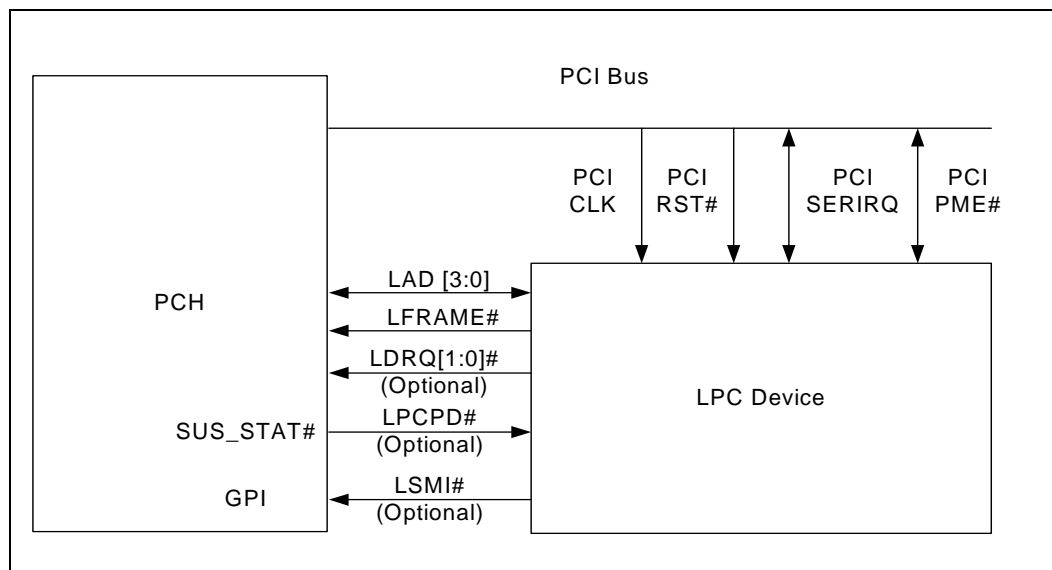 PCI Bus
PCI
CLK
PCI
RST#
PCI
SERIRQ
PCI
PME#
PCH
LAD [3:0]
LFRAME#
LDRQ[1:0]#
(Optional)
SUS_STAT#
LPCPD#
(Optional)
GPI
LSMI#
(Optional)
LPC Device